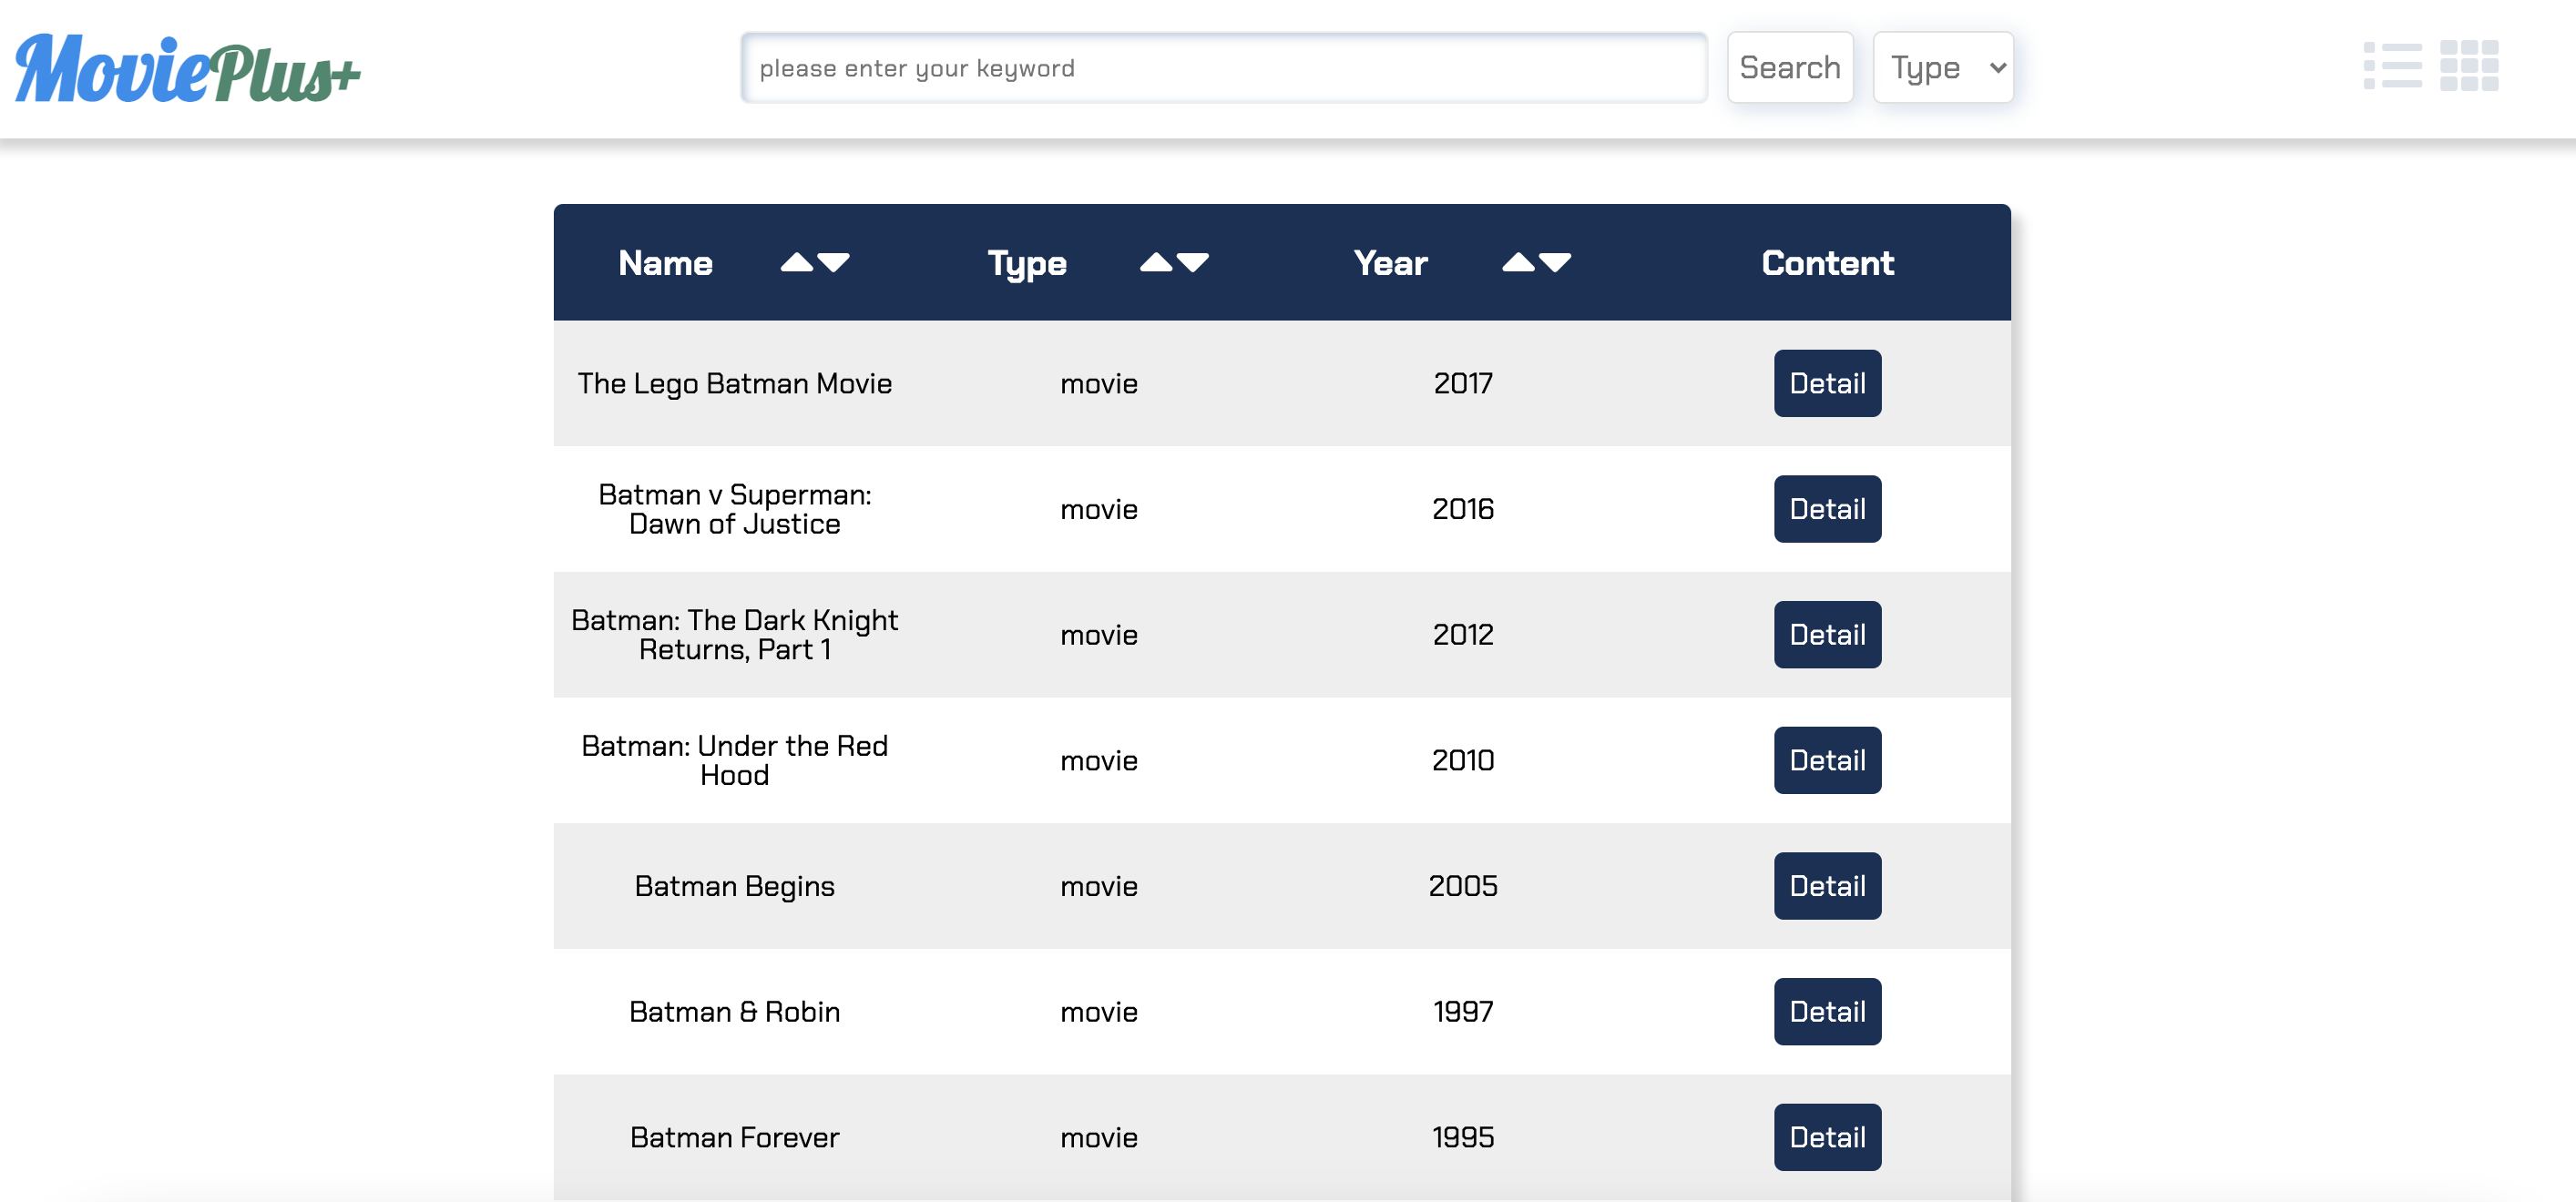 MoviePlus+
please enter your keyword
Search
Type
Name Type Year Content
The Lego Batman Movie movie 2017 Detail
Batman v Superman:
Dawn of Justice movie 2016 Detail
Batman: The Dark Knight
Returns, Part 1 movie 2012 Detail
Batman: Under the Red
Hood movie 2010 Detail
Batman Begins movie 2005 Detail
Batman & Robin movie 1997 Detail
Batman Forever movie 1995 Detail